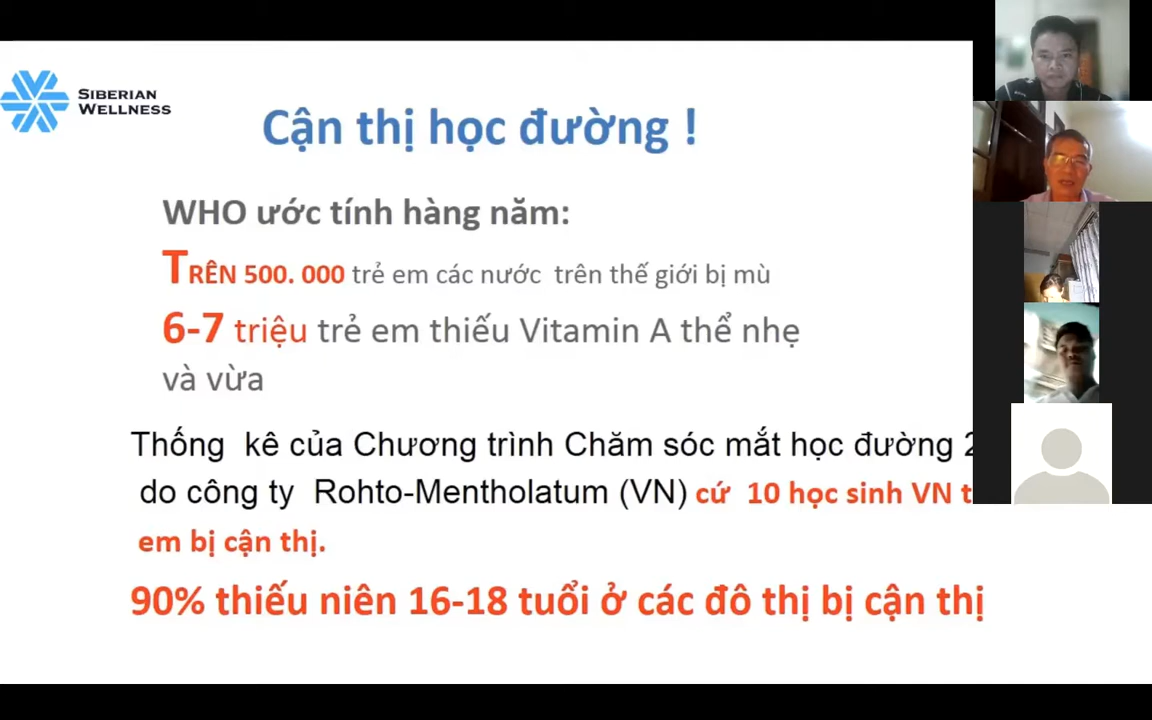 SIBERIAN
WELLNESS
Cận thị học đường !
WHO ước tính hàng năm:
TRÊN 500. 000 trẻ em các nước trên thế giới bị mù
6-7 triệu trẻ em thiếu Vitamin A thể nhẹ
và vừa
Thống kê của Chương trình Chăm sóc mắt học đường
do công ty Rohto-Mentholatum (VN) cứ 10 học sinh VN
em bị cận thị.
90% thiếu niên 16-18 tuổi ở các đô thị bị cận thị